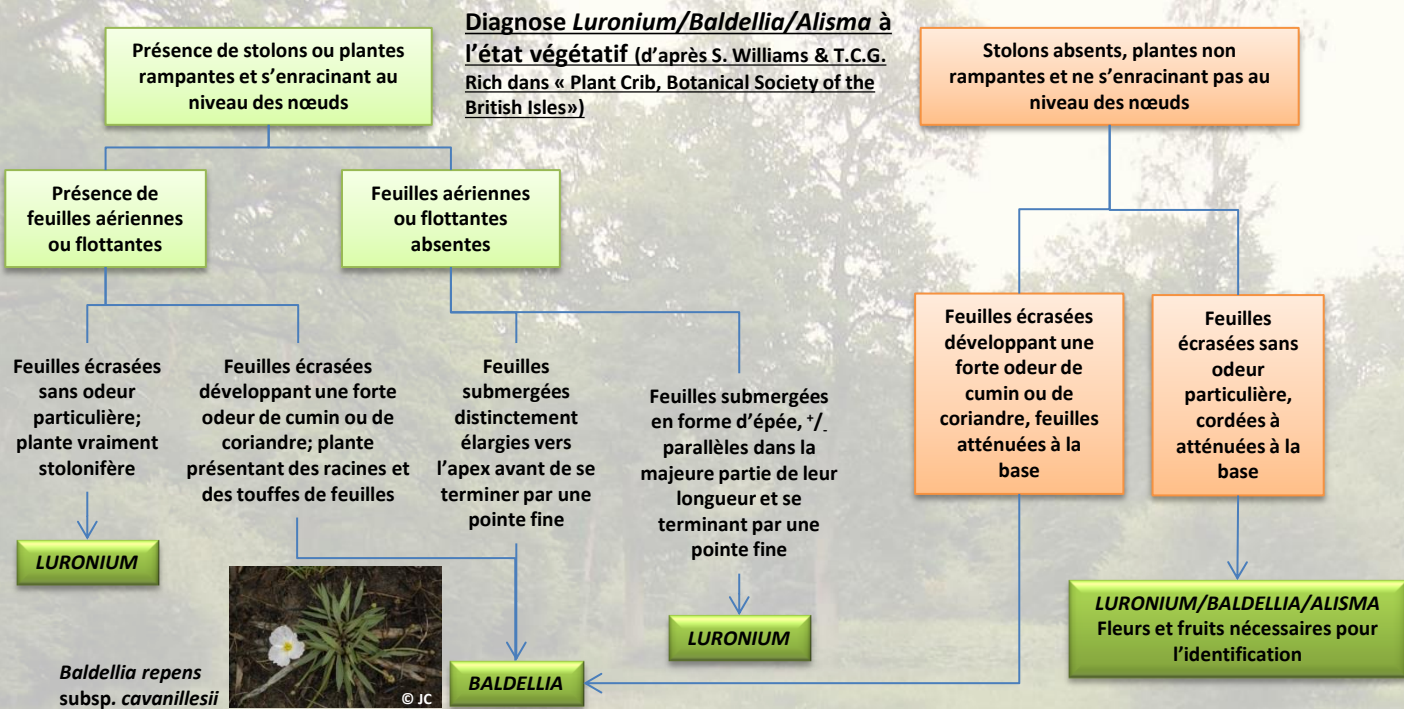 Diagnose Luronium/Baldellia/Alisma à
l'état végétatif (d'après S. Williams & T.C.G.
Rich dans « Plant Crib, Botanical Society of the
British Isles»)
Présence de stolons ou plantes
rampantes et s'enracinant au
niveau des nœuds
Stolons absents, plantes non
rampantes et ne s'enracinant pas au
niveau des nœuds
Présence de
feuilles aériennes
ou flottantes
Feuilles aériennes
ou flottantes
absentes
Feuilles écrasées
sans odeur
particulière;
plante vraiment
stolonifère
Feuilles écrasées
développant une forte
odeur de cumin ou de
coriandre; plante
présentant des racines et
des touffes de feuilles
Feuilles
submergées
distinctement
élargies vers
l'apex avant de se
terminer par une
pointe fine
Feuilles submergées
en forme d'épée, +/-
parallèles dans la
majeure partie de leur
longueur et se
terminant par une
pointe fine
Feuilles écrasées
développant une
forte odeur de
cumin ou de
coriandre, feuilles
atténuées à la
base
Feuilles
écrasées sans
odeur
particulière,
cordées à
atténuées à la
base
LURONIUM
BALDELLIA
LURONIUM
LURONIUM/BALDELLIA/ALISMA
Fleurs et fruits nécessaires pour
l'identification
Baldellia repens
subsp. cavanillesii
© JC